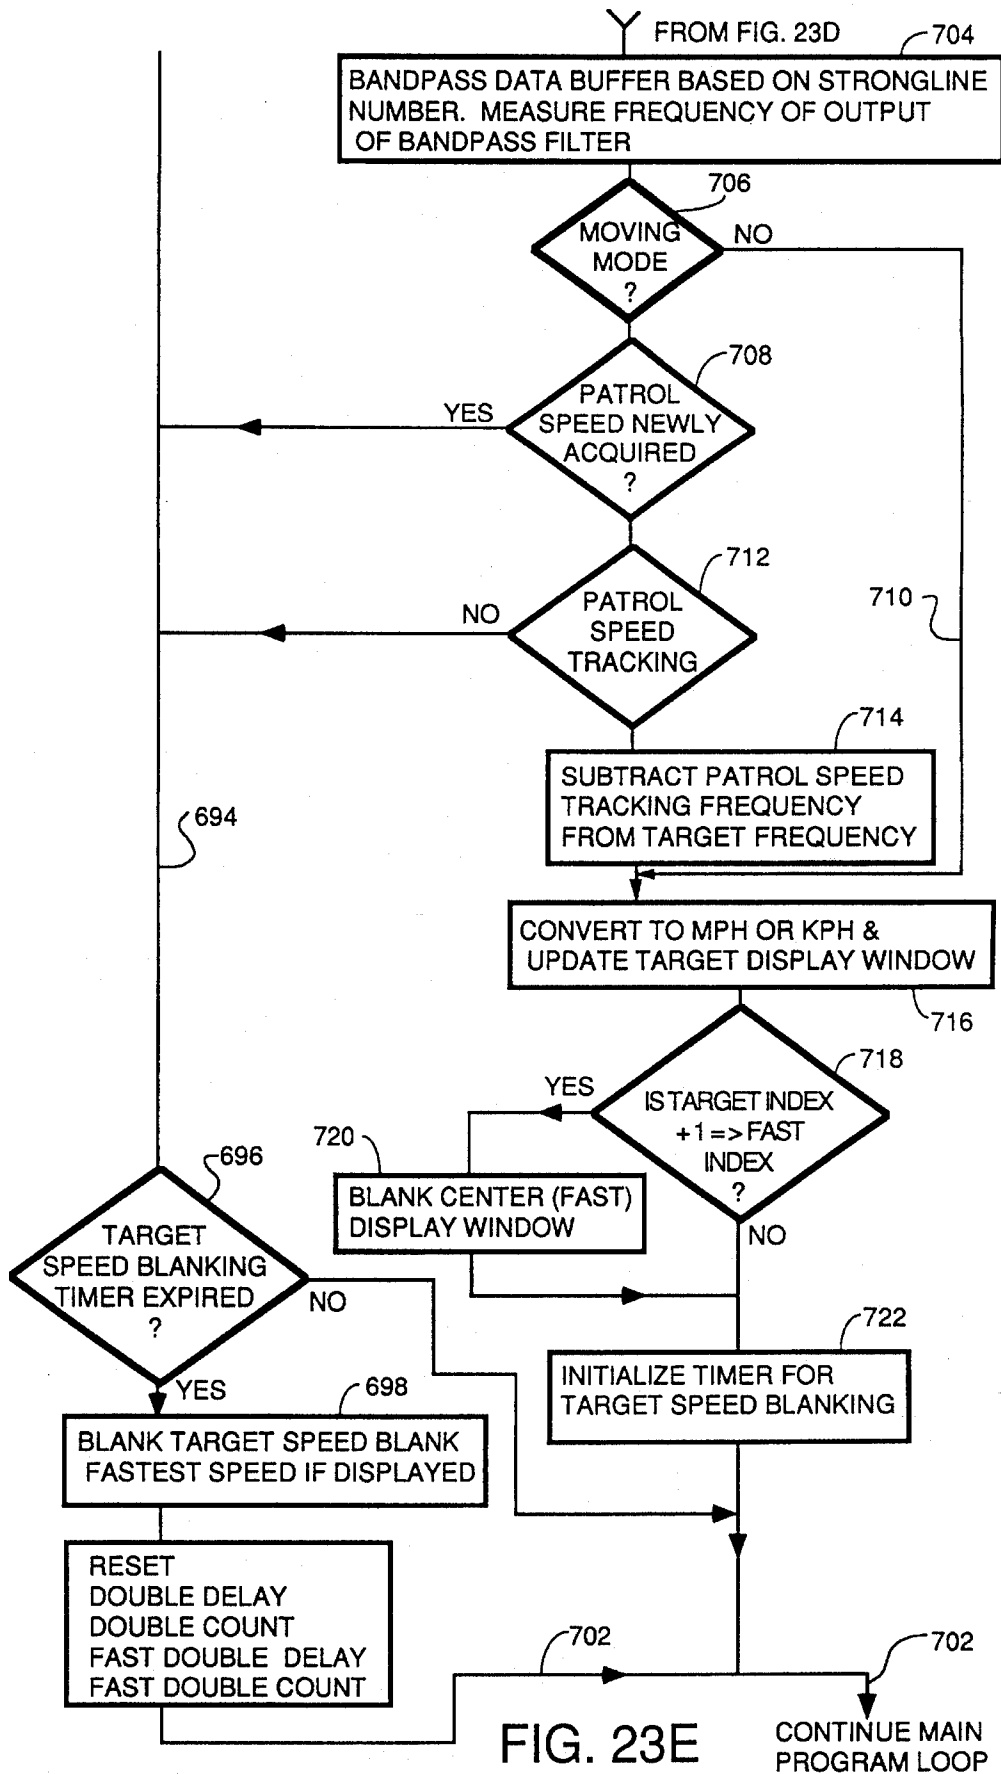 FROM FIG. 23D
704
BANDPASS DATA BUFFER BASED ON STRONGLINE
NUMBER. MEASURE FREQUENCY OF OUTPUT
OF BANDPASS FILTER
706
MOVING
MODE
?
NO
708
PATROL
SPEED NEWLY
ACQUIRED
?
YES
712
PATROL
SPEED
TRACKING
NO
710
714
SUBTRACT PATROL SPEED
TRACKING FREQUENCY
FROM TARGET FREQUENCY
694
CONVERT TO MPH OR KPH &
UPDATE TARGET DISPLAY WINDOW
716
718
IS TARGET INDEX
+1 => FAST
INDEX
?
YES
NO
720
BLANK CENTER (FAST)
DISPLAY WINDOW
696
TARGET
SPEED BLANKING
TIMER EXPIRED
?
NO
YES
722
INITIALIZE TIMER FOR
TARGET SPEED BLANKING
698
BLANK TARGET SPEED BLANK
FASTEST SPEED IF DISPLAYED
RESET
DOUBLE DELAY
DOUBLE COUNT
FAST DOUBLE DELAY
FAST DOUBLE COUNT
702
702
CONTINUE MAIN
PROGRAM LOOP
FIG. 23E